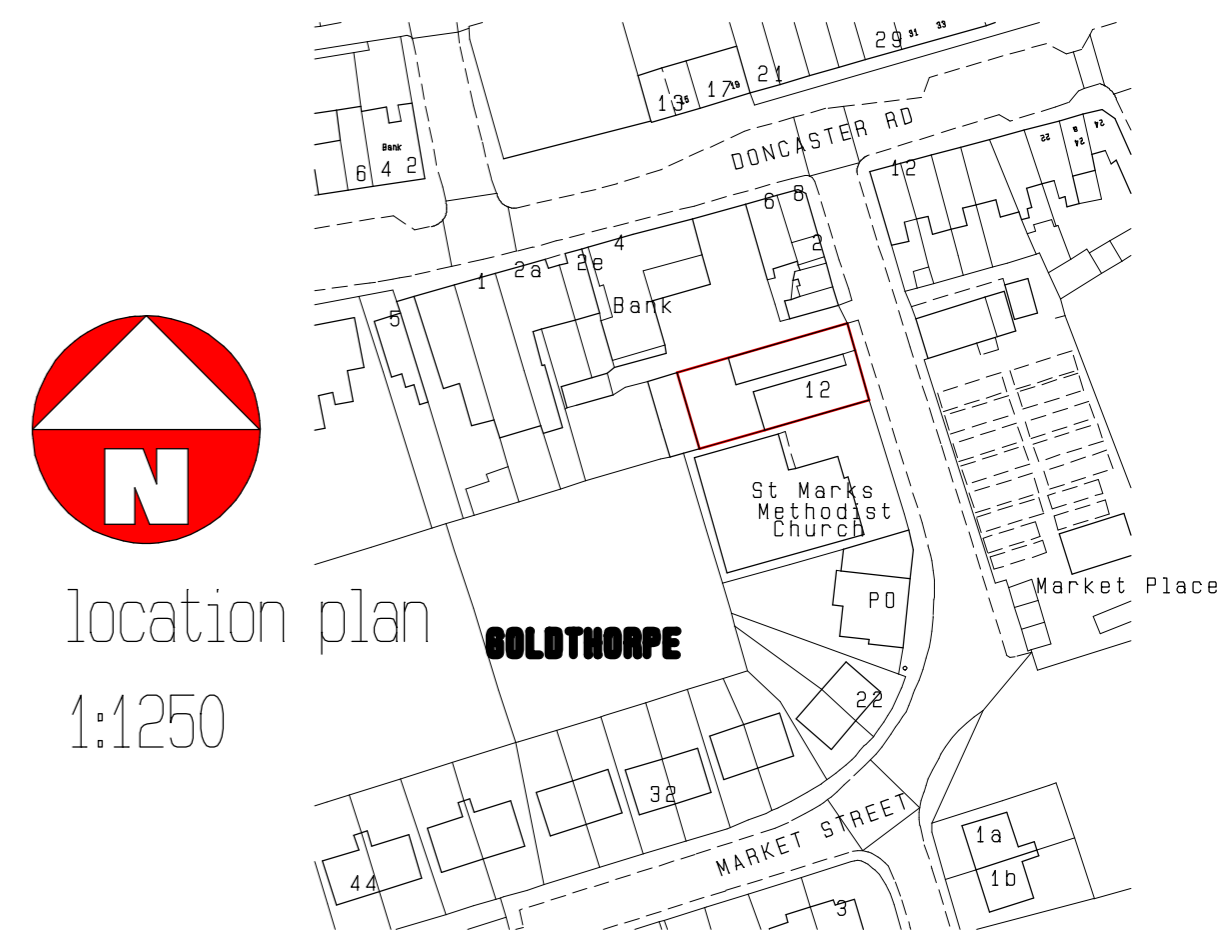 29 31 33
21
17 19
13 15
DONCASTER RD
22
24
24
Bank
6 4 2
12
6 8
4
2
2a 2e
1
Bank
5
12
St Marks
Methodist
Church
N
Market Place
PO
location plan
GOLDTHORPE
22
1:1250
32
MARKET STREET
1a
44
1b
3